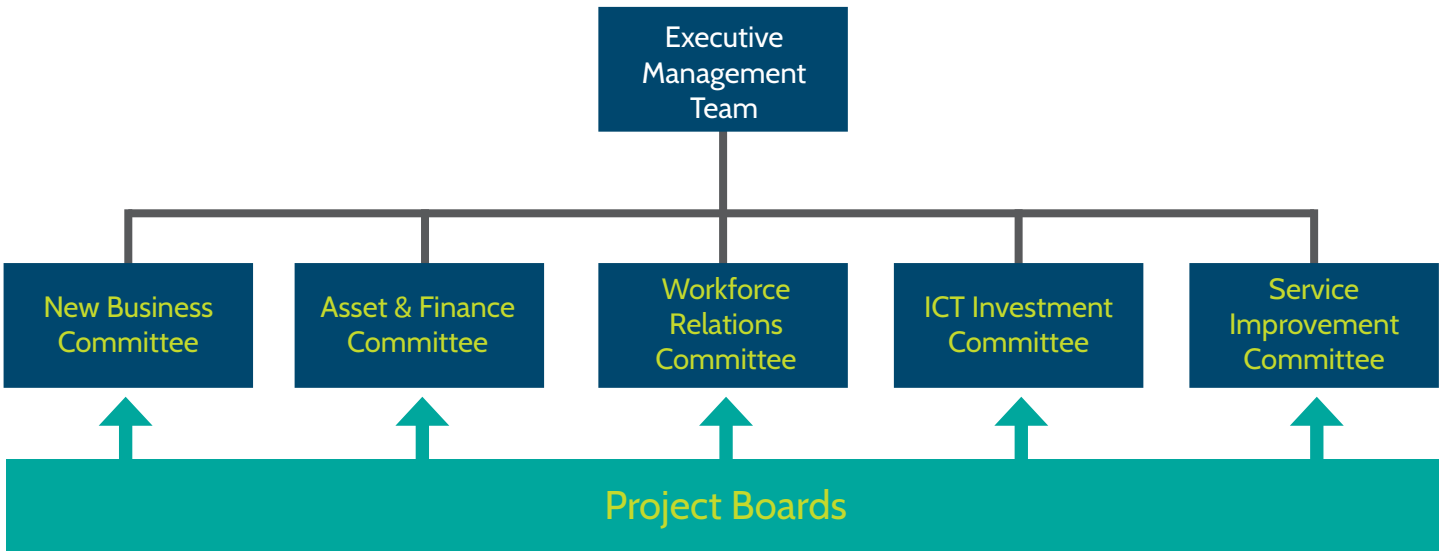 Executive
Management
Team
New Business
Committee
Asset & Finance
Committee
Workforce
Relations
Committee
ICT Investment
Committee
Service
Improvement
Committee
Project Boards